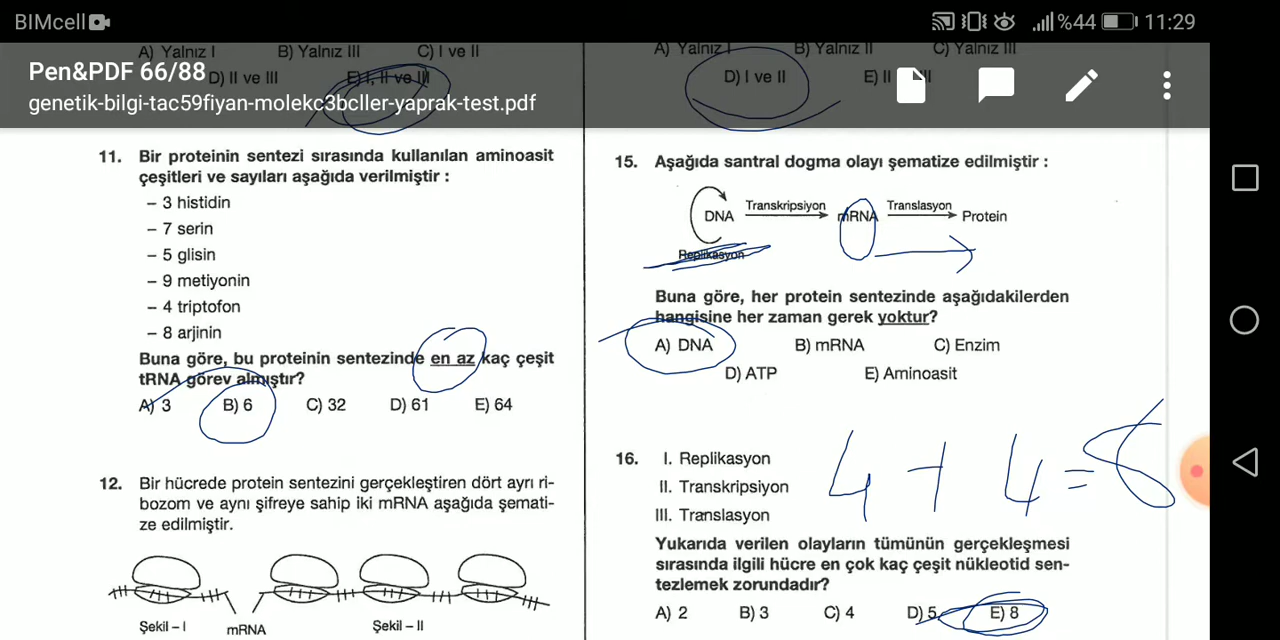 BIMcell
%44 11:29
A) Yalnız I B) Yalnız III C) I ve II
D) II ve III E) I, II ve III
Pen&PDF 66/88
genetik-bilgi-tac59fiyan-molekc3bcller-yaprak-test.pdf
11. Bir proteinin sentezi sırasında kullanılan aminoasit
çeşitleri ve sayıları aşağıda verilmiştir :
– 3 histidin
– 7 serin
– 5 glisin
– 9 metiyonin
– 4 triptofon
– 8 arjinin
Buna göre, bu proteinin sentezinde en az kaç çeşit
tRNA görev almıştır?
A) 3 B) 6 C) 32 D) 61 E) 64
12. Bir hücrede protein sentezini gerçekleştiren dört ayrı ri-
bozom ve aynı şifreye sahip iki mRNA aşağıda şemati-
ze edilmiştir.
Şekil – I mRNA Şekil – II
A) Yalnız I B) Yalnız II C) Yalnız III
D) I ve II E) II
15. Aşağıda santral dogma olayı şematize edilmiştir :
DNA Transkripsiyon mRNA Translasyon Protein
Replikasyon
Buna göre, her protein sentezinde aşağıdakilerden
hangisine her zaman gerek yoktur?
A) DNA B) mRNA C) Enzim
D) ATP E) Aminoasit
16. I. Replikasyon
II. Transkripsiyon
III. Translasyon
4 + 4 = 8
Yukarıda verilen olayların tümünün gerçekleşmesi
sırasında ilgili hücre en çok kaç çeşit nükleotid sen-
tezlemek zorundadır?
A) 2 B) 3 C) 4 D) 5 E) 8